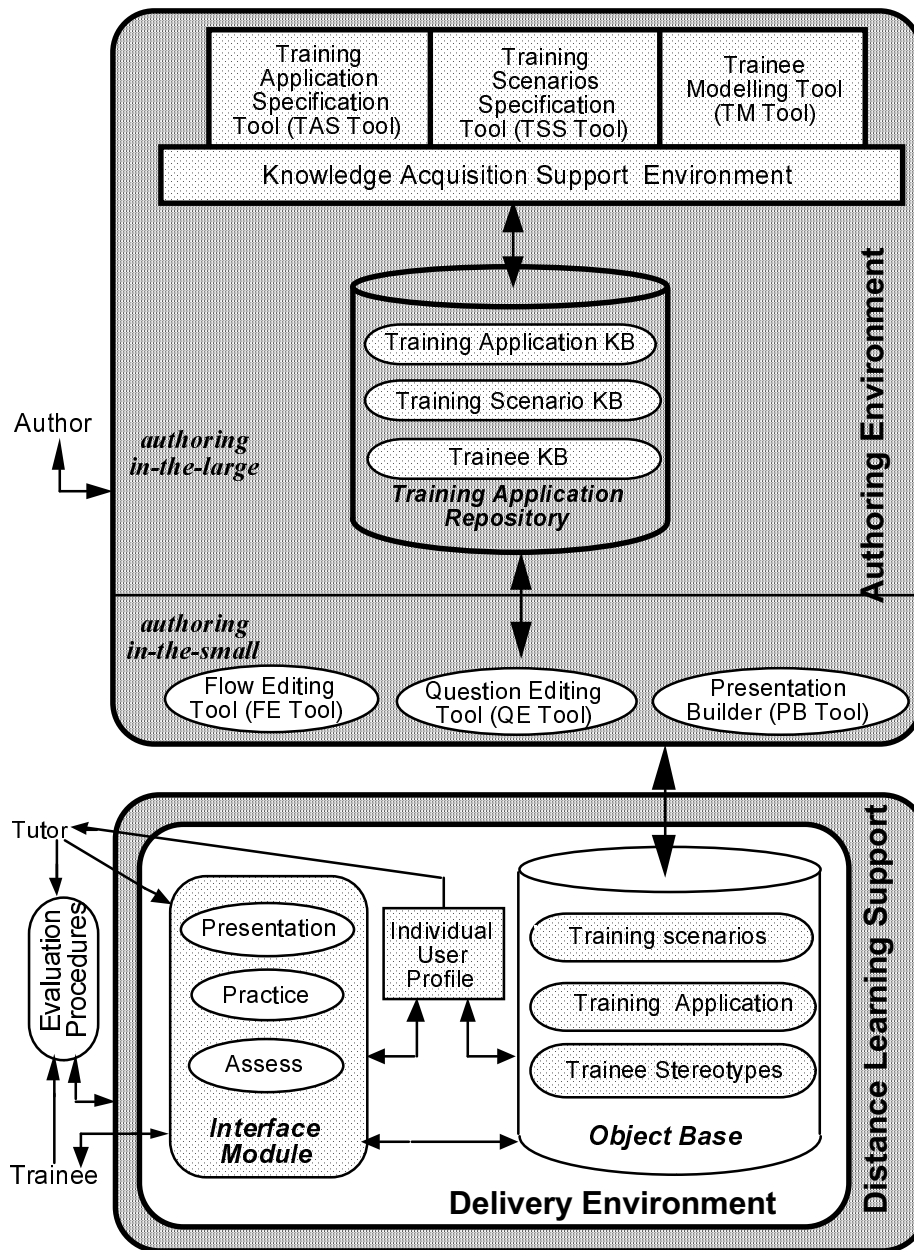 Training
Application
Specification
Tool (TAS Tool)
Training
Scenarios
Specification
Tool (TSS Tool)
Trainee
Modelling Tool
(TM Tool)
Knowledge Acquisition Support Environment
Training Application KB
Training Scenario KB
Trainee KB
Training Application
Repository
Author
authoring
in-the-large
Authoring Environment
authoring
in-the-small
Flow Editing
Tool (FE Tool)
Question Editing
Tool (QE Tool)
Presentation
Builder (PB Tool)
Tutor
Evaluation
Procedures
Trainee
Presentation
Practice
Assess
Interface
Module
Individual
User
Profile
Training scenarios
Training Application
Trainee Stereotypes
Object Base
Delivery Environment
Distance Learning Support